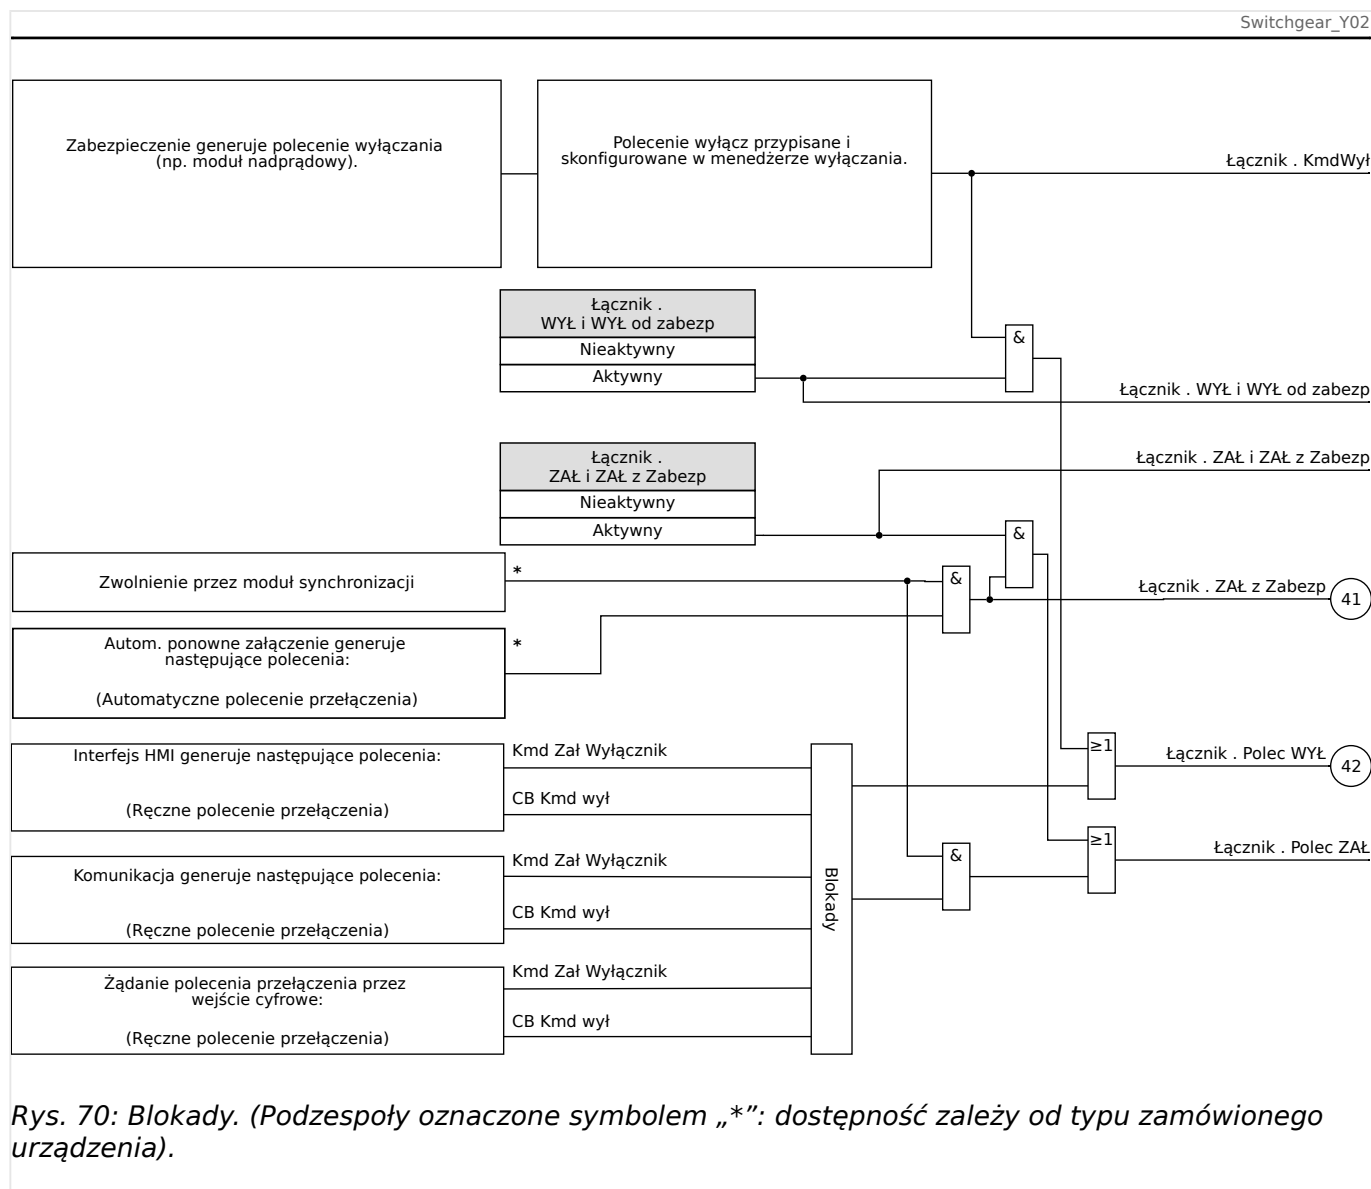 Switchgear_Y02
Zabezpieczenie generuje polecenie wyłączania
(np. moduł nadprądowy).
Polecenie wyłącz przypisane i
skonfigurowane w menedżerze wyłączania.
Łącznik . KmdWył
Łącznik .
WYŁ i WYŁ od zabezp
Nieaktywny
Aktywny
&
Łącznik . WYŁ i WYŁ od zabezp
Łącznik .
ZAŁ i ZAŁ z Zabezp
Nieaktywny
Aktywny
Łącznik . ZAŁ i ZAŁ z Zabezp
&
Zwolnienie przez moduł synchronizacji
*
&
Łącznik . ZAŁ z Zabezp
41
Autom. ponowne załączenie generuje
następujące polecenia:
(Automatyczne polecenie przełączenia)
*
Interfejs HMI generuje następujące polecenia:
(Ręczne polecenie przełączenia)
Kmd Zał Wyłącznik
CB Kmd wył
≥1
Łącznik . Polec WYŁ
42
Komunikacja generuje następujące polecenia:
(Ręczne polecenie przełączenia)
Kmd Zał Wyłącznik
CB Kmd wył
Blokady
&
≥1
Łącznik . Polec ZAŁ
Żądanie polecenia przełączenia przez
wejście cyfrowe:
(Ręczne polecenie przełączenia)
Kmd Zał Wyłącznik
CB Kmd wył
Rys. 70: Blokady. (Podzespoły oznaczone symbolem „*”: dostępność zależy od typu zamówionego
urządzenia).